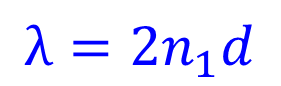 λ = 2n₁d